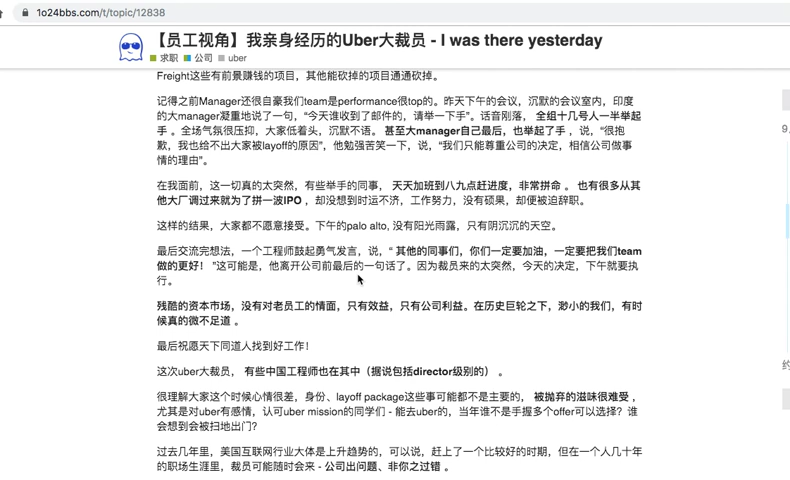 1o24bbs.com/t/topic/12838
【员工视角】我亲身经历的Uber大裁员 - I was there yesterday
求职 公司 uber
Freight这些有前景赚钱的项目，其他能砍掉的项目通通砍掉。
记得之前Manager还很自豪我们team是performance很top的。昨天下午的会议，沉默的会议室内，印度
的大manager凝重地说了一句，“今天谁收到了邮件的，请举一下手”。话音刚落， 全组十几号人一半举起
手 。全场气氛很压抑，大家低着头，沉默不语。 甚至大manager自己最后，也举起了手 ，说，“很抱
歉，我也给不出大家被layoff的原因”，他勉强苦笑一下，说，“我们只能尊重公司的决定，相信公司做事
情的理由”。
在我面前，这一切真的太突然，有些举手的同事， 天天加班到八九点赶进度，非常拼命 。 也有很多从其
他大厂调过来就为了拼一波IPO ，却没想到时运不济，工作努力，没有硕果，却便被迫辞职。
这样的结果，大家都不愿意接受。下午的palo alto, 没有阳光雨露，只有阴沉沉的天空。
最后交流完想法，一个工程师鼓起勇气发言，说，“ 其他的同事们，你们一定要加油，一定要把我们team
做的更好！ ”这可能是，他离开公司前最后的一句话了。因为裁员来的太突然，今天的决定，下午就要执
行。
残酷的资本市场，没有对老员工的情面，只有效益，只有公司利益。在历史巨轮之下，渺小的我们，有时
候真的微不足道 。
最后祝愿天下同道人找到好工作！
这次uber大裁员， 有些中国工程师也在其中（据说包括director级别的） 。
很理解大家这个时候心情很差，身份、layoff package这些事可能都不是主要的， 被抛弃的滋味很难受 ，
尤其是对uber有感情，认可uber mission的同学们 - 能去uber的，当年谁不是手握多个offer可以选择？谁
会想到会被扫地出门？
过去几年里，美国互联网行业大体是上升趋势的，可以说，赶上了一个比较好的时期，但在一个人几十年
的职场生涯里，裁员可能随时会来 - 公司出问题、非你之过错 。